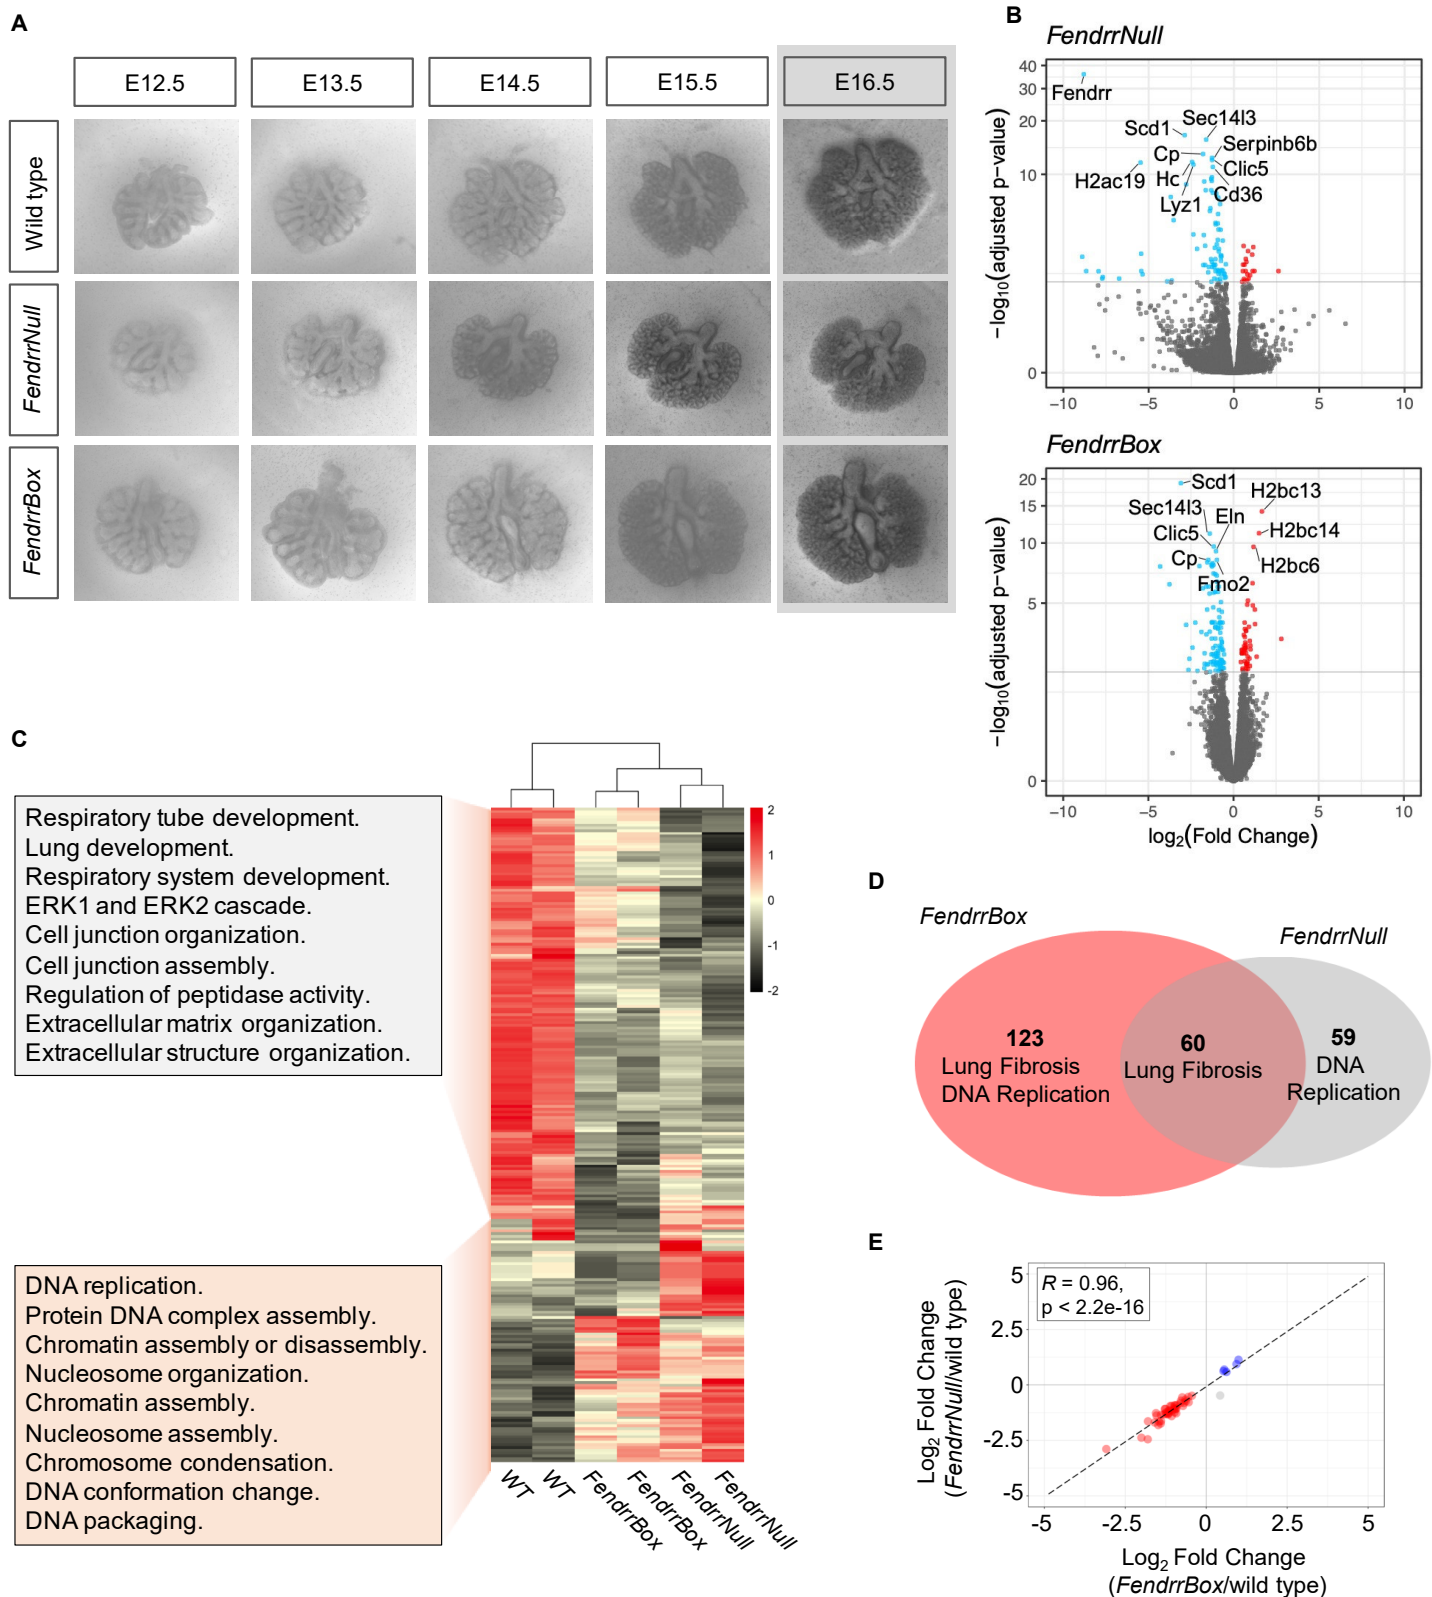 A
E12.5
E13.5
E14.5
E15.5
E16.5
Wild type
FendrrNull
FendrrBox
B
FendrrNull
−log10(adjusted p−value)
40
30
20
10
0
Fendrr
Scd1
Sec14l3
Cp
Serpinb6b
H2ac19
Hc
Clic5
Lyz1
Cd36
−10
−5
0
5
10
FendrrBox
−log10(adjusted p−value)
20
15
10
5
0
Scd1
H2bc13
Sec14l3
Eln
Clic5
H2bc14
Cp
H2bc6
Fmo2
−10
−5
0
5
10
log2(Fold Change)
C
Respiratory tube development.
Lung development.
Respiratory system development.
ERK1 and ERK2 cascade.
Cell junction organization.
Cell junction assembly.
Regulation of peptidase activity.
Extracellular matrix organization.
Extracellular structure organization.
DNA replication.
Protein DNA complex assembly.
Chromatin assembly or disassembly.
Nucleosome organization.
Chromatin assembly.
Nucleosome assembly.
Chromosome condensation.
DNA conformation change.
DNA packaging.
2
1
0
-1
-2
WT
WT
FendrrBox
FendrrBox
FendrrNull
FendrrNull
D
FendrrBox
FendrrNull
123
Lung Fibrosis
DNA Replication
60
Lung Fibrosis
59
DNA
Replication
E
Log2 Fold Change
(FendrrNull/wild type)
5
2.5
0
-2.5
-5
R = 0.96,
p < 2.2e-16
-5
-2.5
0
2.5
5
Log2 Fold Change
(FendrrBox/wild type)